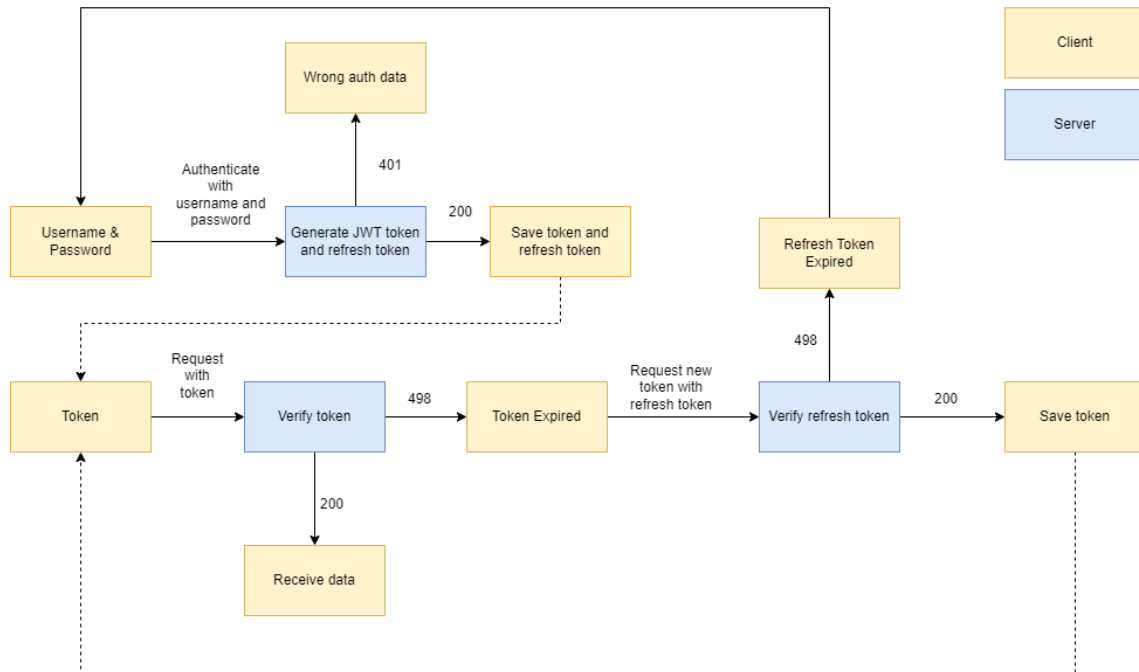 Client
Wrong auth data
Server
401
Authenticate
with
username and
password
200
Username &
Password
Generate JWT token
and refresh token
Save token and
refresh token
Refresh Token
Expired
498
Request
with
token
Request new
token with
refresh token
Token
Verify token
498
Token Expired
Verify refresh token
200
Save token
200
Receive data